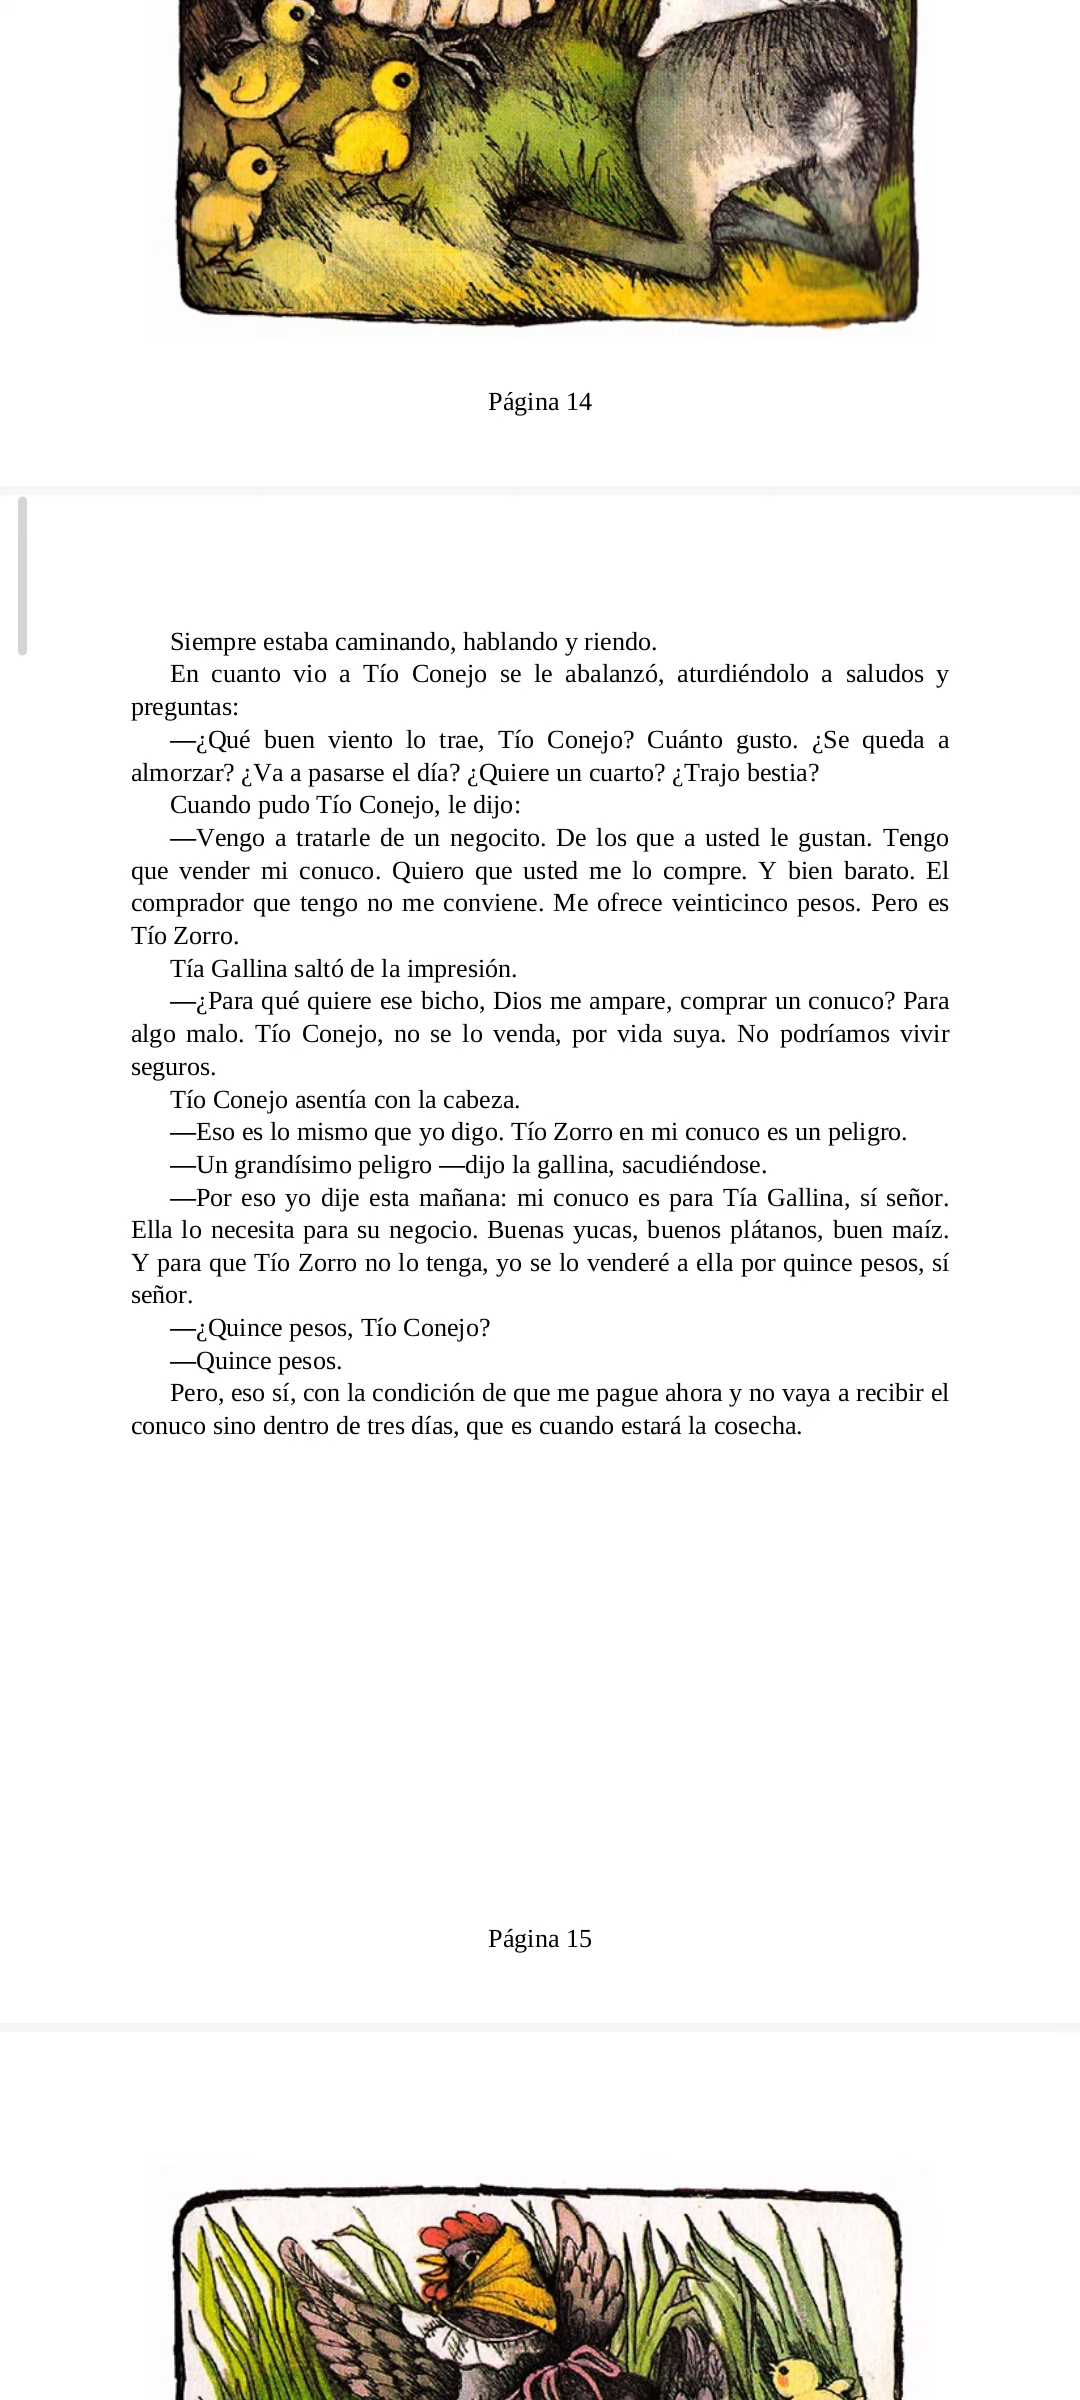 Página 14
Siempre estaba caminando, hablando y riendo.
En cuanto vio a Tío Conejo se le abalanzó, aturdiéndolo a saludos y
preguntas:
—¿Qué buen viento lo trae, Tío Conejo? Cuánto gusto. ¿Se queda a
almorzar? ¿Va a pasarse el día? ¿Quiere un cuarto? ¿Trajo bestia?
Cuando pudo Tío Conejo, le dijo:
—Vengo a tratarle de un negocito. De los que a usted le gustan. Tengo
que vender mi conuco. Quiero que usted me lo compre. Y bien barato. El
comprador que tengo no me conviene. Me ofrece veinticinco pesos. Pero es
Tío Zorro.
Tía Gallina saltó de la impresión.
—¿Para qué quiere ese bicho, Dios me ampare, comprar un conuco? Para
algo malo. Tío Conejo, no se lo venda, por vida suya. No podríamos vivir
seguros.
Tío Conejo asentía con la cabeza.
—Eso es lo mismo que yo digo. Tío Zorro en mi conuco es un peligro.
—Un grandísimo peligro —dijo la gallina, sacudiéndose.
—Por eso yo dije esta mañana: mi conuco es para Tía Gallina, sí señor.
Ella lo necesita para su negocio. Buenas yucas, buenos plátanos, buen maíz.
Y para que Tío Zorro no lo tenga, yo se lo venderé a ella por quince pesos, sí
señor.
—¿Quince pesos, Tío Conejo?
—Quince pesos.
Pero, eso sí, con la condición de que me pague ahora y no vaya a recibir el
conuco sino dentro de tres días, que es cuando estará la cosecha.
Página 15